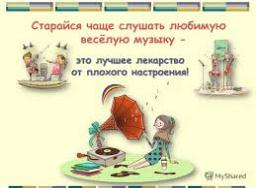 Старайся чаще слушать любимую
весёлую музыку -
это лучшее лекарство
от плохого настроения!
MyShared